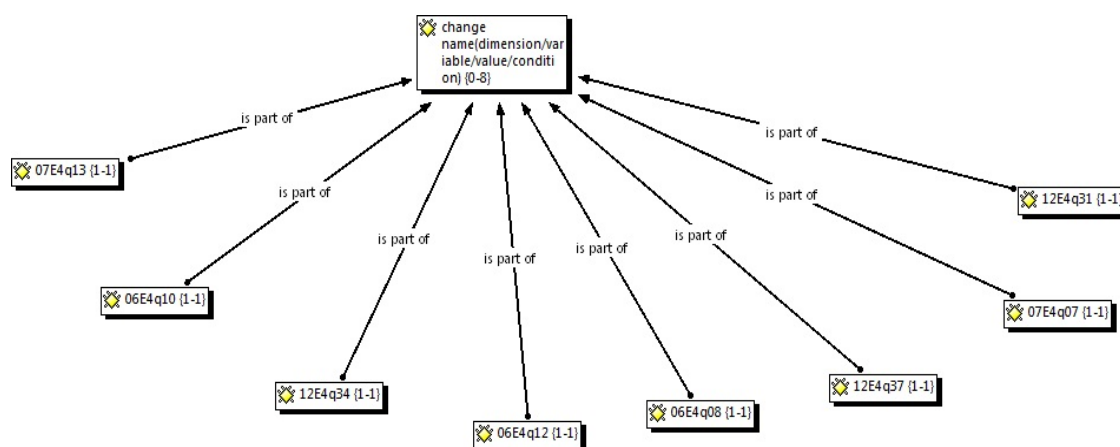 change
name(dimension/var
iable/value/conditi
on) {0-8}
is part of
is part of
07E4q13 {1-1}
is part of
is part of
12E4q31 {1-1}
is part of
is part of
is part of
is part of
06E4q10 {1-1}
07E4q07 {1-1}
12E4q34 {1-1}
12E4q37 {1-1}
06E4q08 {1-1}
06E4q12 {1-1}